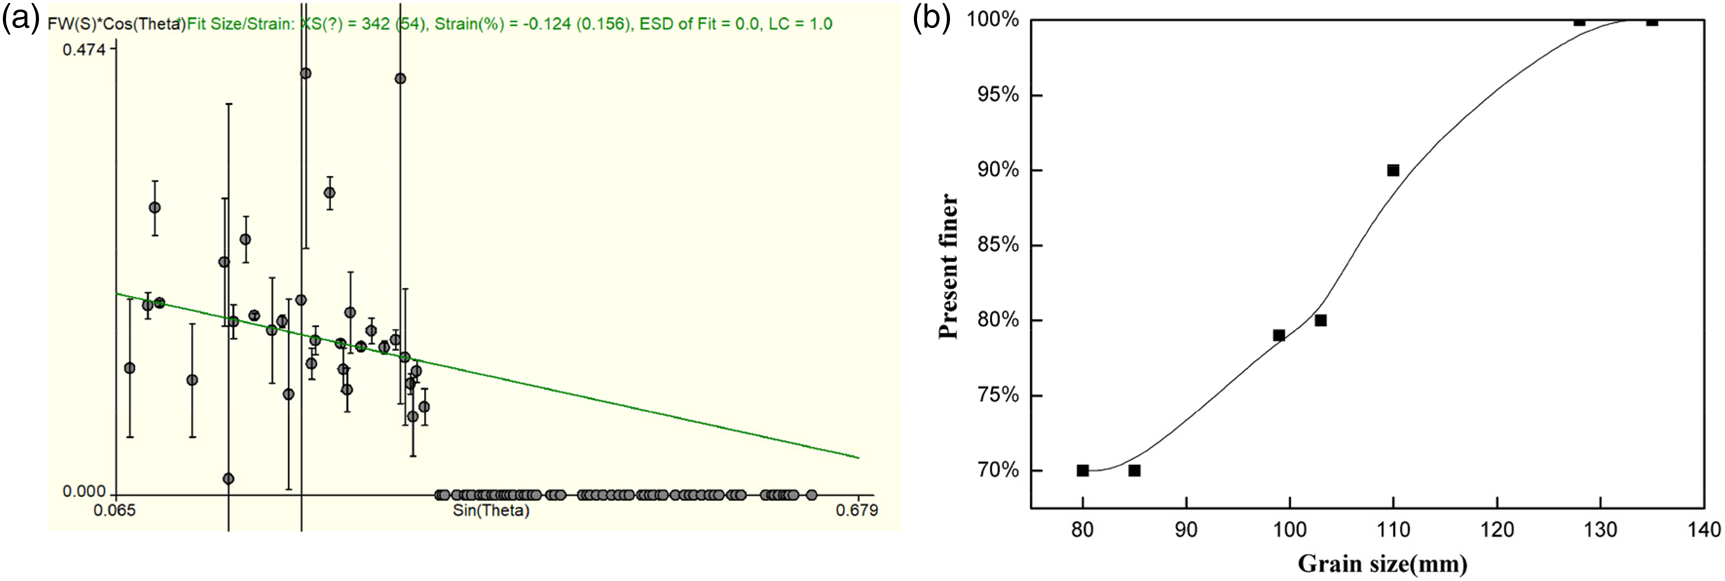 (a)
FW(S)*Cos(Theta) Fit Size/Strain: XS(?) = 342 (54), Strain(%) = -0.124 (0.156), ESD of Fit = 0.0, LC = 1.0
0.474
0.000
0.065
Sin(Theta)
0.679
(b)
100%
95%
90%
85%
80%
75%
70%
Present finer
80 90 100 110 120 130 140
Grain size(mm)